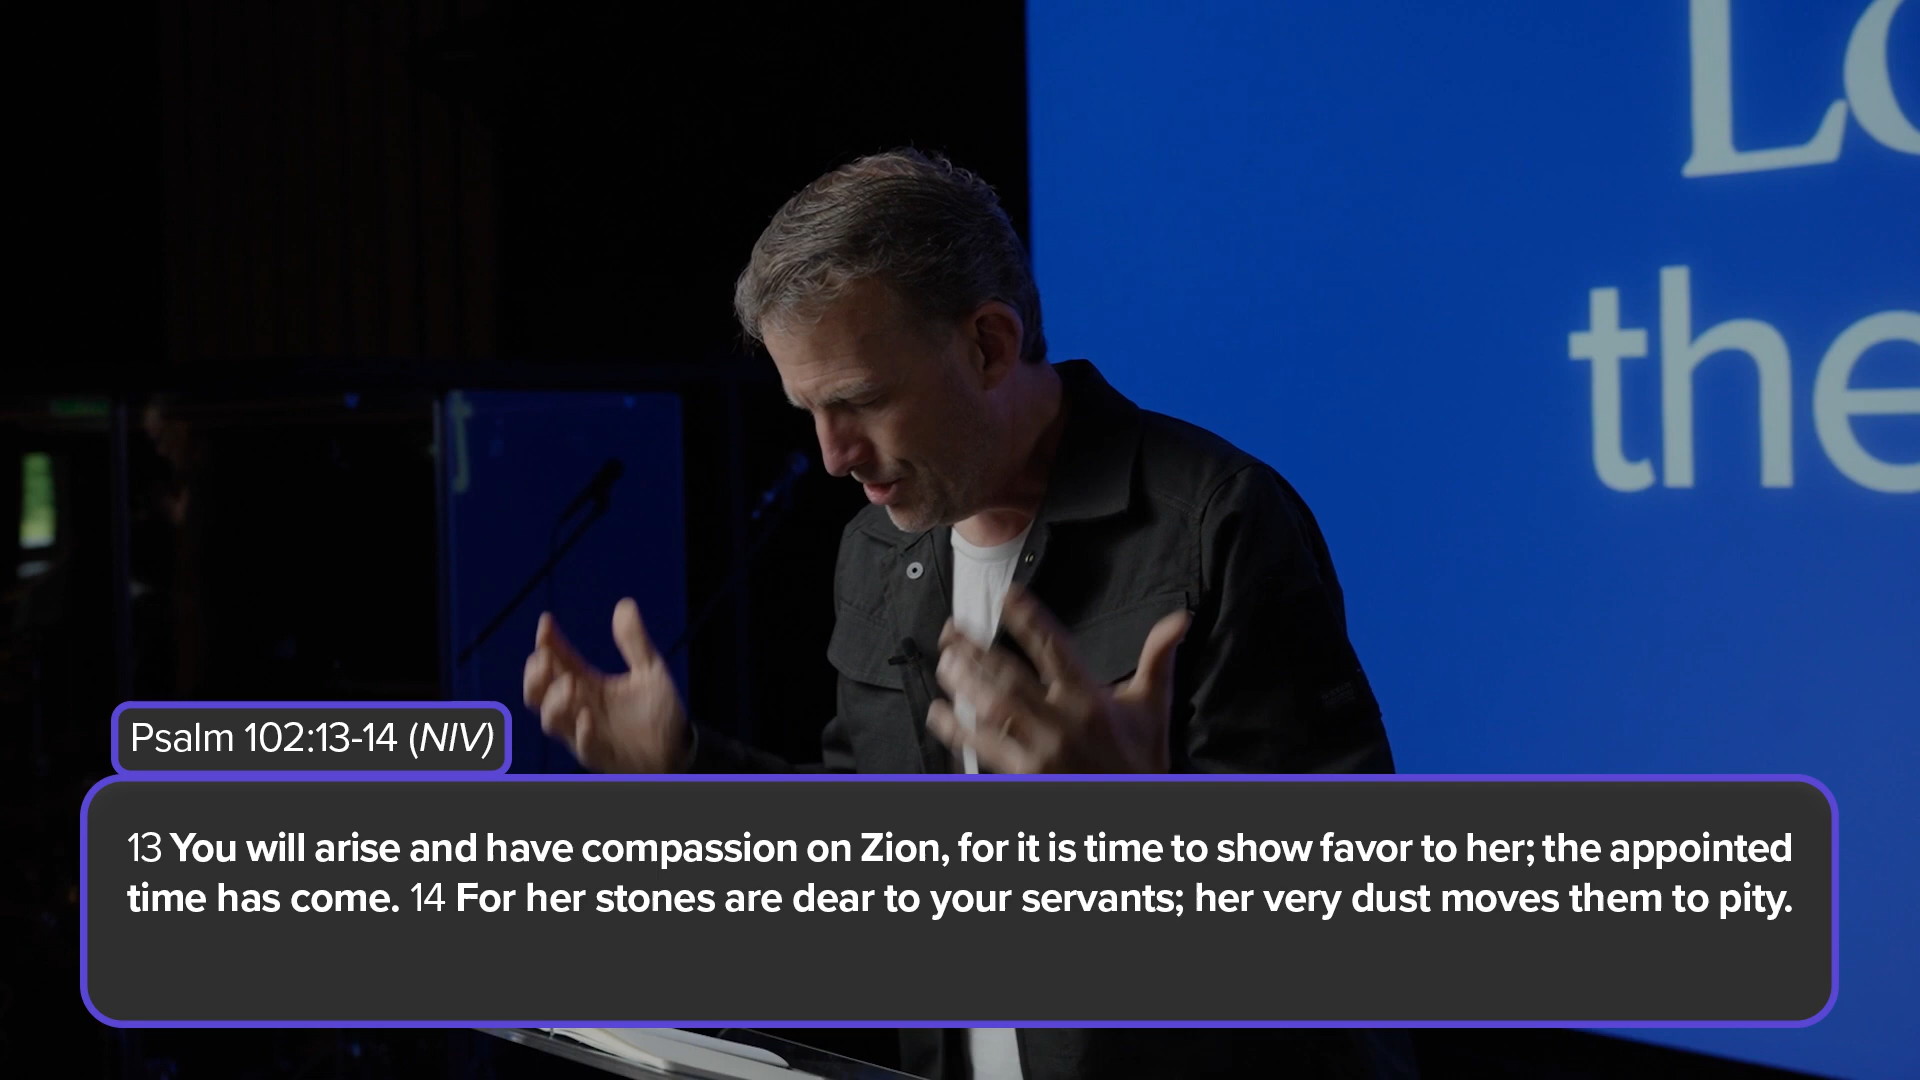 Lo
the
Psalm 102:13-14 (NIV)
13 You will arise and have compassion on Zion, for it is time to show favor to her; the appointed
time has come. 14 For her stones are dear to your servants; her very dust moves them to pity.